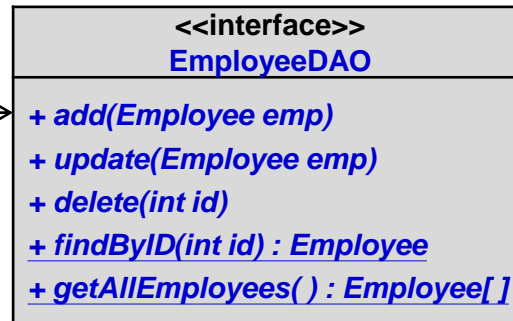 <<interface>>
EmployeeDAO
+ add(Employee emp)
+ update(Employee emp)
+ delete(int id)
+ findByID(int id) : Employee
+ getAllEmployees( ) : Employee[ ]